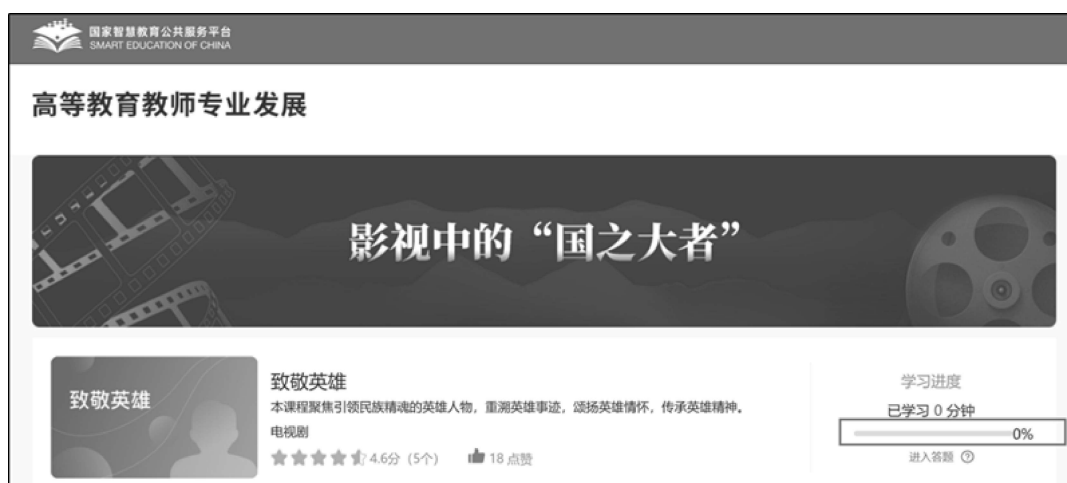 国家智慧教育公共服务平台
SMART EDUCATION OF CHINA
高等教育教师专业发展
影视中的“国之大者”
致敬英雄
致敬英雄
本课程聚焦引领民族精魂的英雄人物，重溯英雄事迹，颂扬英雄情怀，传承英雄精神。
电视剧
4.6分（5个） 18 点赞
学习进度
已学习 0 分钟
0%
进入答题 ?